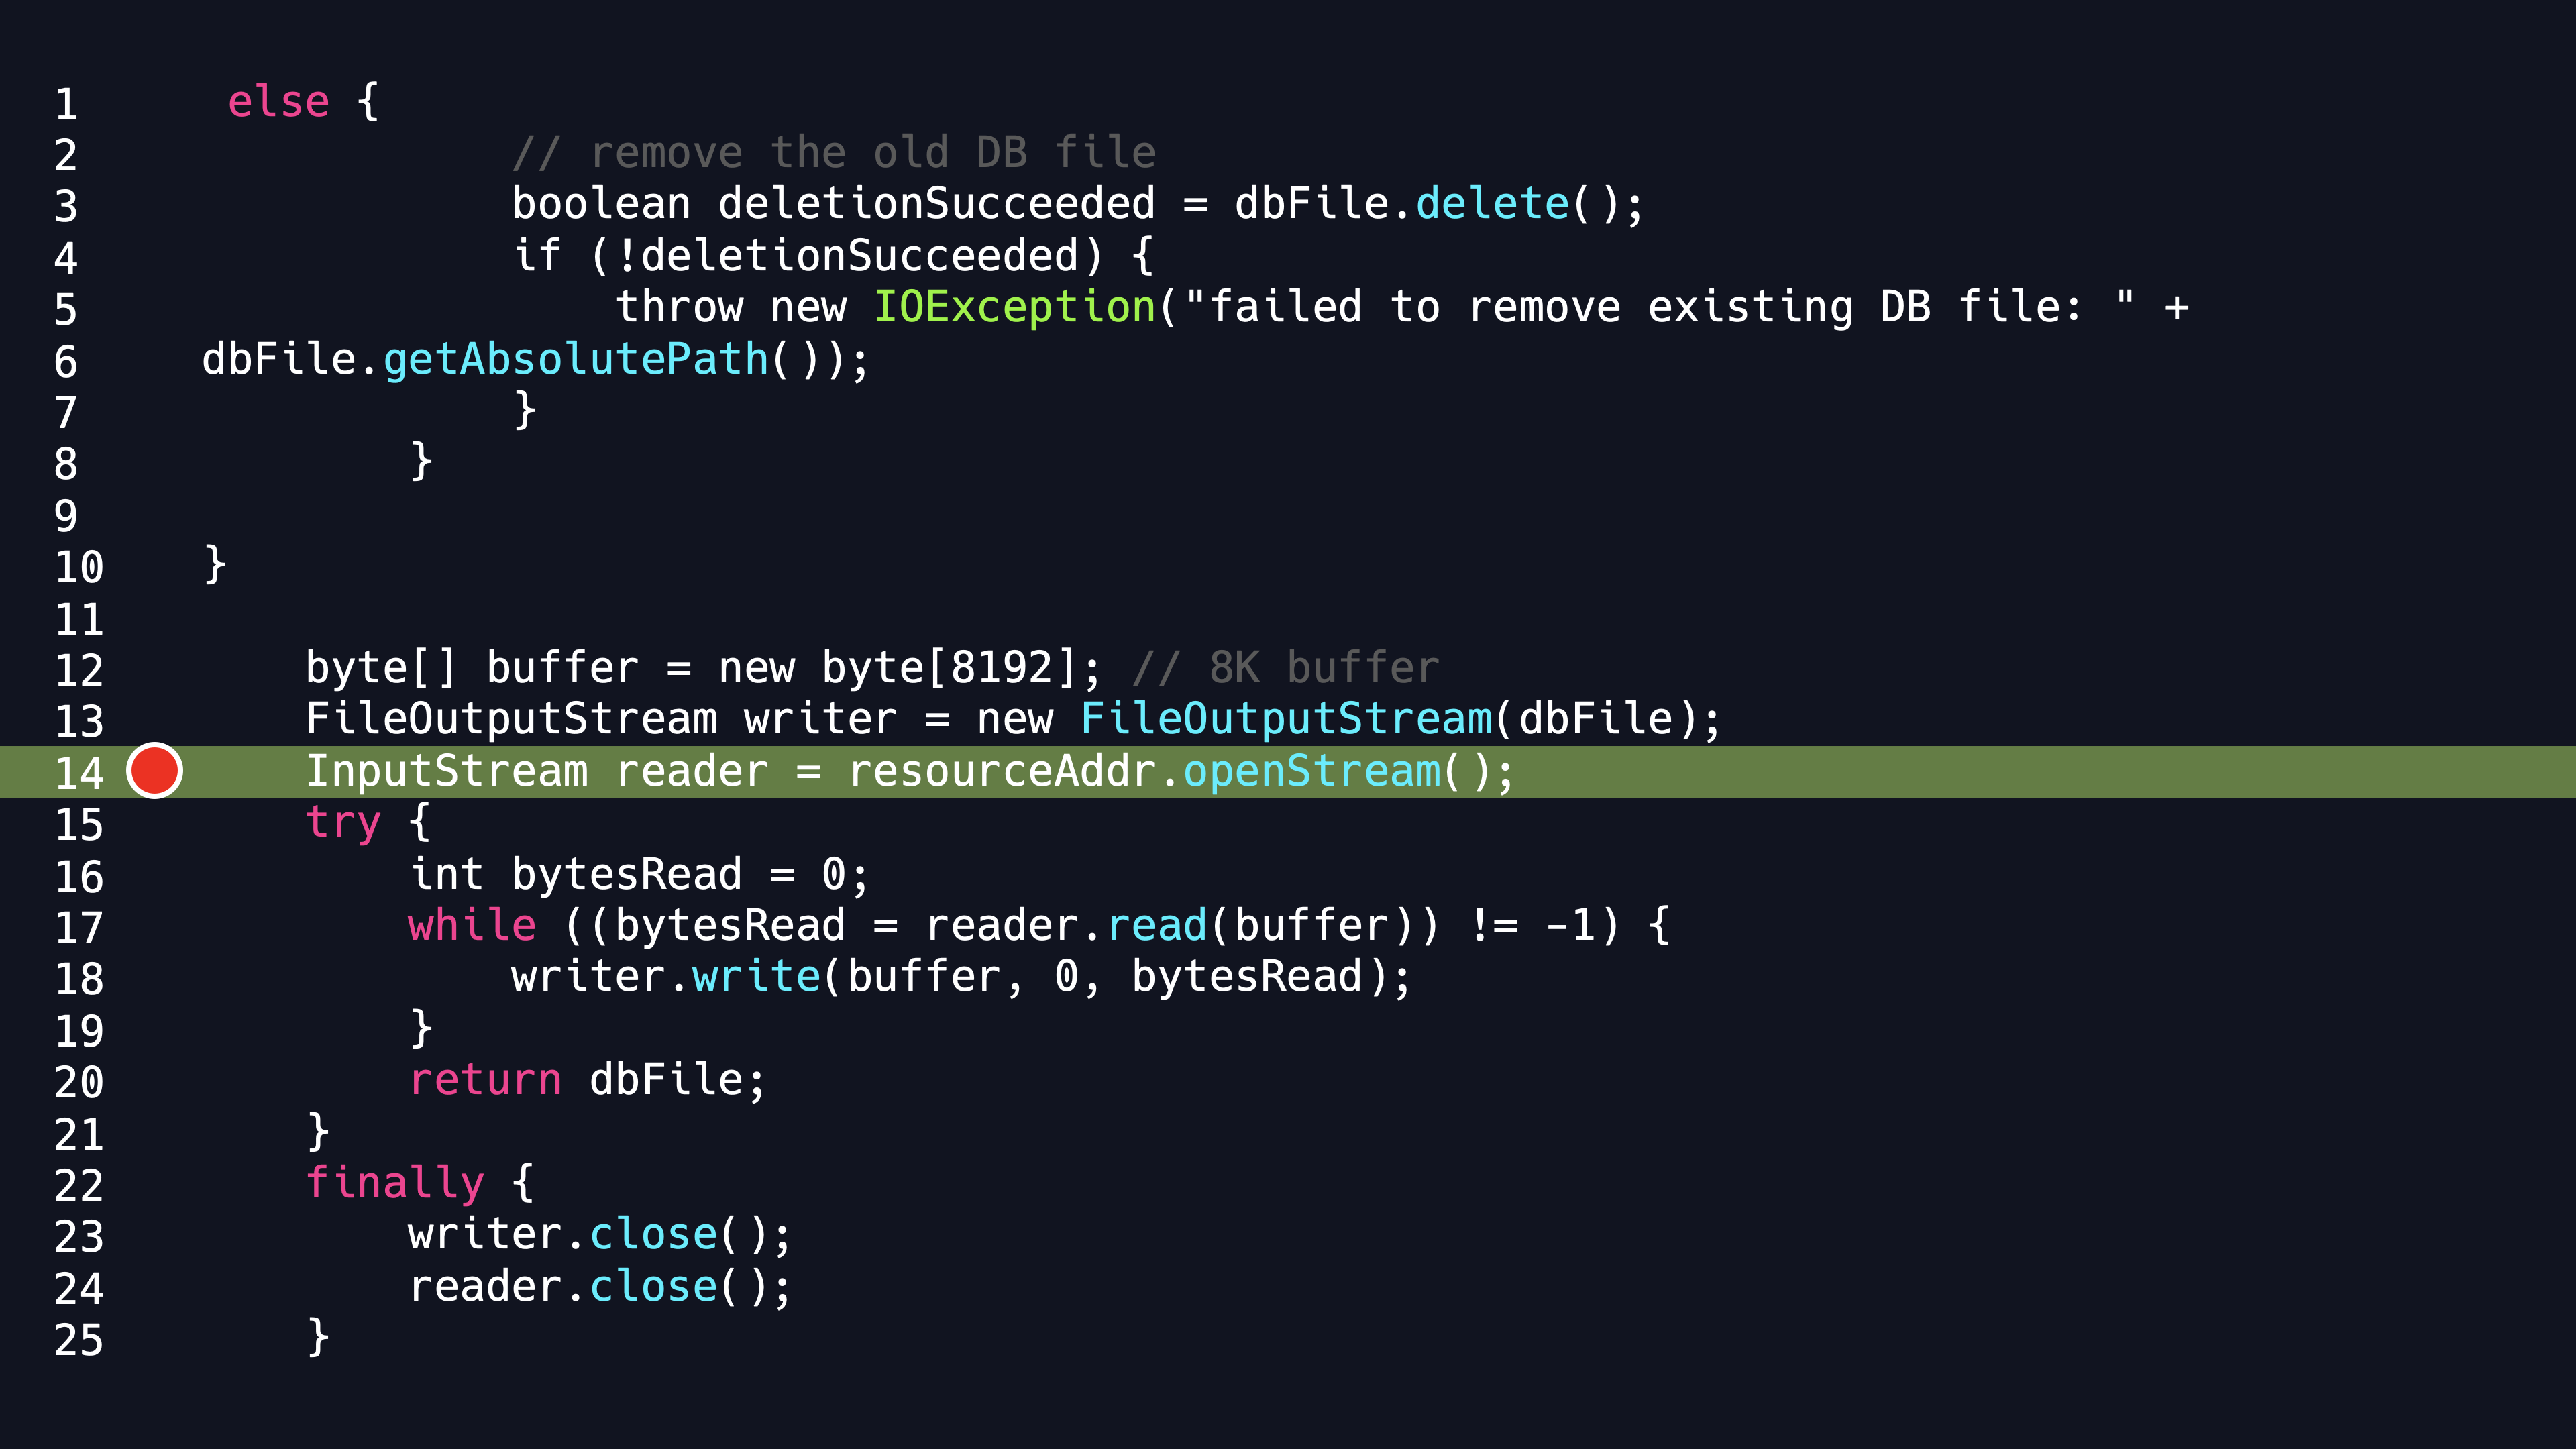 1 else {
2 // remove the old DB file
3 boolean deletionSucceeded = dbFile.delete();
4 if (!deletionSucceeded) {
5 throw new IOException("failed to remove existing DB file: " +
6 dbFile.getAbsolutePath());
7 }
8 }
9
10 }
11
12 byte[] buffer = new byte[8192]; // 8K buffer
13 FileOutputStream writer = new FileOutputStream(dbFile);
14 InputStream reader = resourceAddr.openStream();
15 try {
16 int bytesRead = 0;
17 while ((bytesRead = reader.read(buffer)) != -1) {
18 writer.write(buffer, 0, bytesRead);
19 }
20 return dbFile;
21 }
22 finally {
23 writer.close();
24 reader.close();
25 }